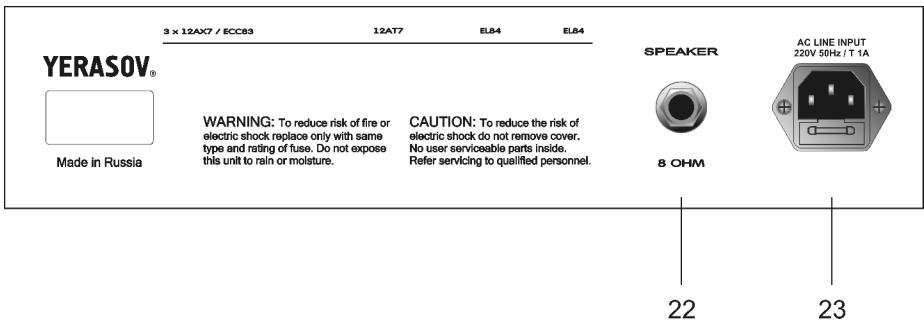 3 x 12AX7 / ECC83 12AT7 EL84 EL84
YERASOV®
Made in Russia
WARNING: To reduce risk of fire or
electric shock replace only with same
type and rating of fuse. Do not expose
this unit to rain or moisture.
CAUTION: To reduce the risk of
electric shock do not remove cover.
No user serviceable parts inside.
Refer servicing to qualified personnel.
SPEAKER
8 OHM
AC LINE INPUT
220V 50Hz / T 1A
22
23